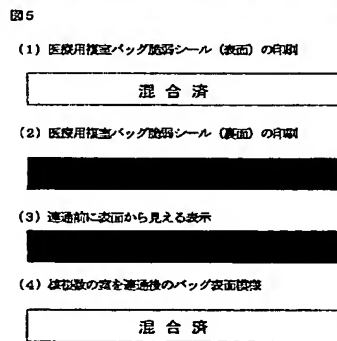 図5
(1) 医療用複室バッグ脆弱シール (表面) の印刷
混合済
(2) 医療用複室バッグ脆弱シール (裏面) の印刷
(3) 連通前に表面から見える表示
混合済